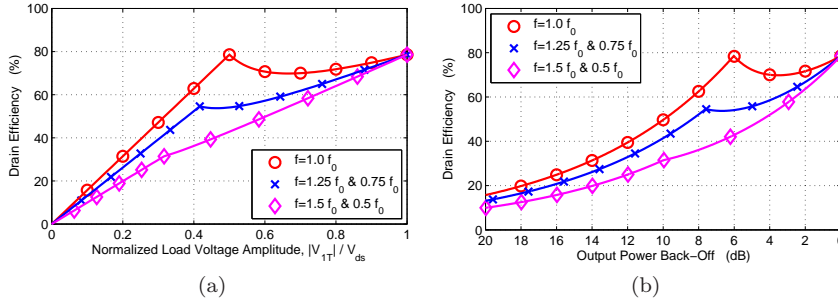 100
80
60
40
20
0
Drain Efficiency (%)
f=1.0 f0
f=1.25 f0 & 0.75 f0
f=1.5 f0 & 0.5 f0
0 0.2 0.4 0.6 0.8 1
Normalized Load Voltage Amplitude, |V1T| / Vds
(a)
100
80
60
40
20
0
Drain Efficiency (%)
f=1.0 f0
f=1.25 f0 & 0.75 f0
f=1.5 f0 & 0.5 f0
20 18 16 14 12 10 8 6 4 2 0
Output Power Back-Off (dB)
(b)